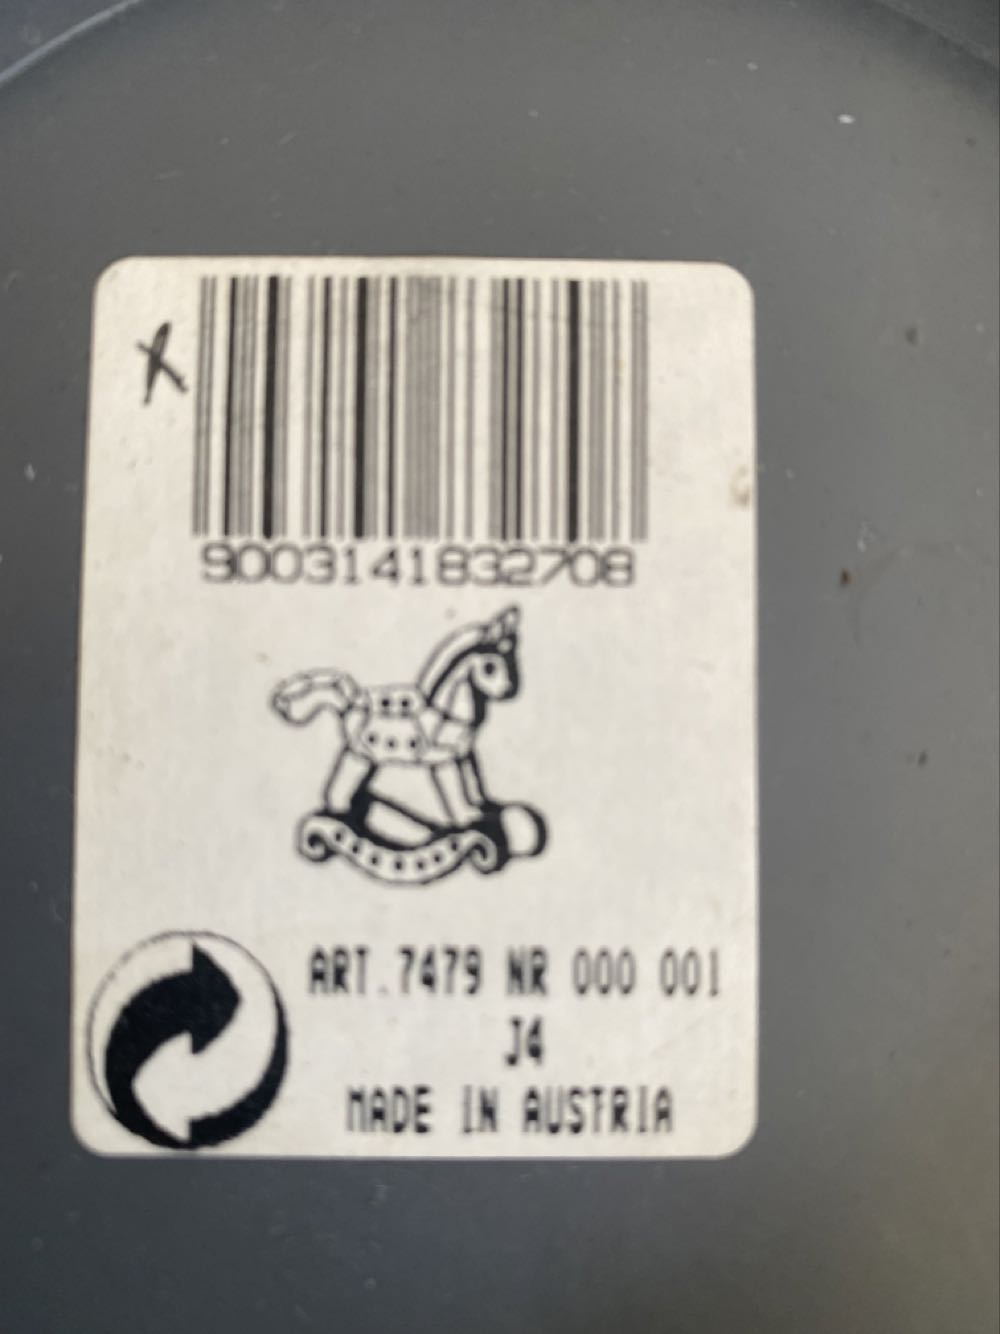 X
9003141832708
ART.7479 NR 000 001
J4
MADE IN AUSTRIA